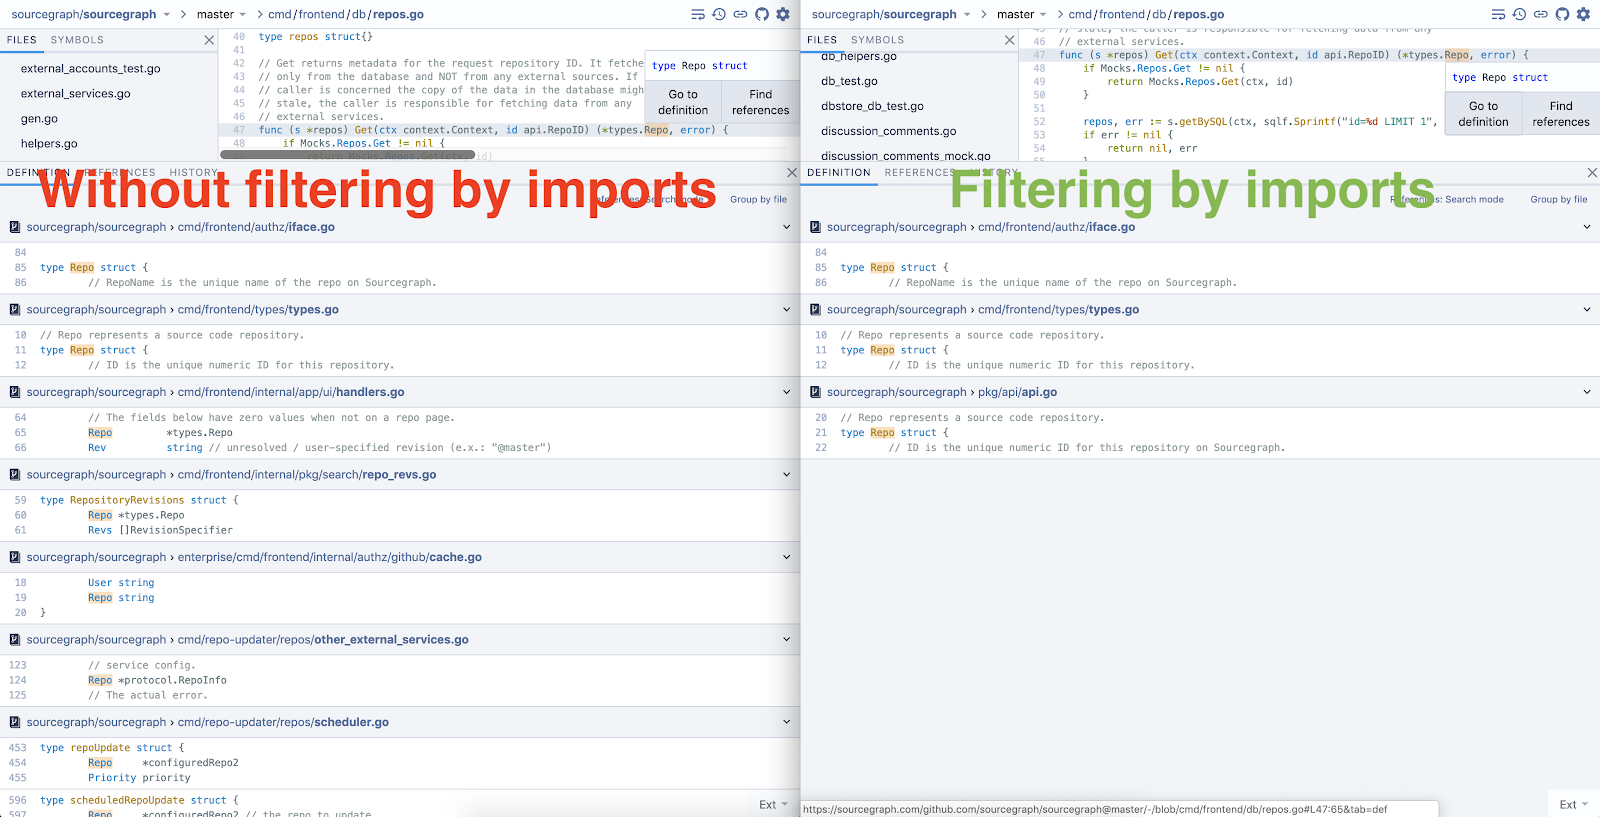 sourcegraph/sourcegraph
master
cmd/frontend/db/repos.go
FILES SYMBOLS
external_accounts_test.go
external_services.go
gen.go
helpers.go
40 type repos struct{}
41
42 // Get returns metadata for the request repository ID. It fetche
43 // only from the database and NOT from any external sources. If
44 // caller is concerned the copy of the data in the database migh
45 // stale, the caller is responsible for fetching data from any
46 // external services.
47 func (s *repos) Get(ctx context.Context, id api.RepoID) (*types.Repo, error) {
48 if Mocks.Repos.Get != nil {
return Mocks.Repos.Get(ctx, id)
type Repo struct
Go to definition
Find references
DEFINITION REFERENCES HISTORY
Without filtering by imports
References: Search mode
Group by file
sourcegraph/sourcegraph › cmd/frontend/authz/iface.go
84
85 type Repo struct {
86 // RepoName is the unique name of the repo on Sourcegraph.
sourcegraph/sourcegraph › cmd/frontend/types/types.go
10 // Repo represents a source code repository.
11 type Repo struct {
12 // ID is the unique numeric ID for this repository.
sourcegraph/sourcegraph › cmd/frontend/internal/app/ui/handlers.go
64 // The fields below have zero values when not on a repo page.
65 Repo *types.Repo
66 Rev string // unresolved / user-specified revision (e.x.: "@master")
sourcegraph/sourcegraph › cmd/frontend/internal/pkg/search/repo_revs.go
59 type RepositoryRevisions struct {
60 Repo *types.Repo
61 Revs []RevisionSpecifier
sourcegraph/sourcegraph › enterprise/cmd/frontend/internal/authz/github/cache.go
18 User string
19 Repo string
20 }
sourcegraph/sourcegraph › cmd/repo-updater/repos/other_external_services.go
123 // service config.
124 Repo *protocol.RepoInfo
125 // The actual error.
sourcegraph/sourcegraph › cmd/repo-updater/repos/scheduler.go
453 type repoUpdate struct {
454 Repo *configuredRepo2
455 Priority priority
596 type scheduledRepoUpdate struct {
597 Repo *configuredRepo2 // the repo to update
Ext
sourcegraph/sourcegraph
master
cmd/frontend/db/repos.go
FILES SYMBOLS
db_helpers.go
db_test.go
dbstore_db_test.go
discussion_comments.go
discussion_comments_mock.go
45 // stale, the caller is responsible for fetching data from any
46 // external services.
47 func (s *repos) Get(ctx context.Context, id api.RepoID) (*types.Repo, error) {
48 if Mocks.Repos.Get != nil {
49 return Mocks.Repos.Get(ctx, id)
50 }
51
52 repos, err := s.getBySQL(ctx, sqlf.Sprintf("id=%d LIMIT 1",
53 if err != nil {
54 return nil, err
55 }
type Repo struct
Go to definition
Find references
DEFINITION REFERENCES HISTORY
Filtering by imports
References: Search mode
Group by file
sourcegraph/sourcegraph › cmd/frontend/authz/iface.go
84
85 type Repo struct {
86 // RepoName is the unique name of the repo on Sourcegraph.
sourcegraph/sourcegraph › cmd/frontend/types/types.go
10 // Repo represents a source code repository.
11 type Repo struct {
12 // ID is the unique numeric ID for this repository.
sourcegraph/sourcegraph › pkg/api/api.go
20 // Repo represents a source code repository.
21 type Repo struct {
22 // ID is the unique numeric ID for this repository on Sourcegraph.
https://sourcegraph.com/github.com/sourcegraph/sourcegraph@master/-/blob/cmd/frontend/db/repos.go#L47:65&tab=def
Ext